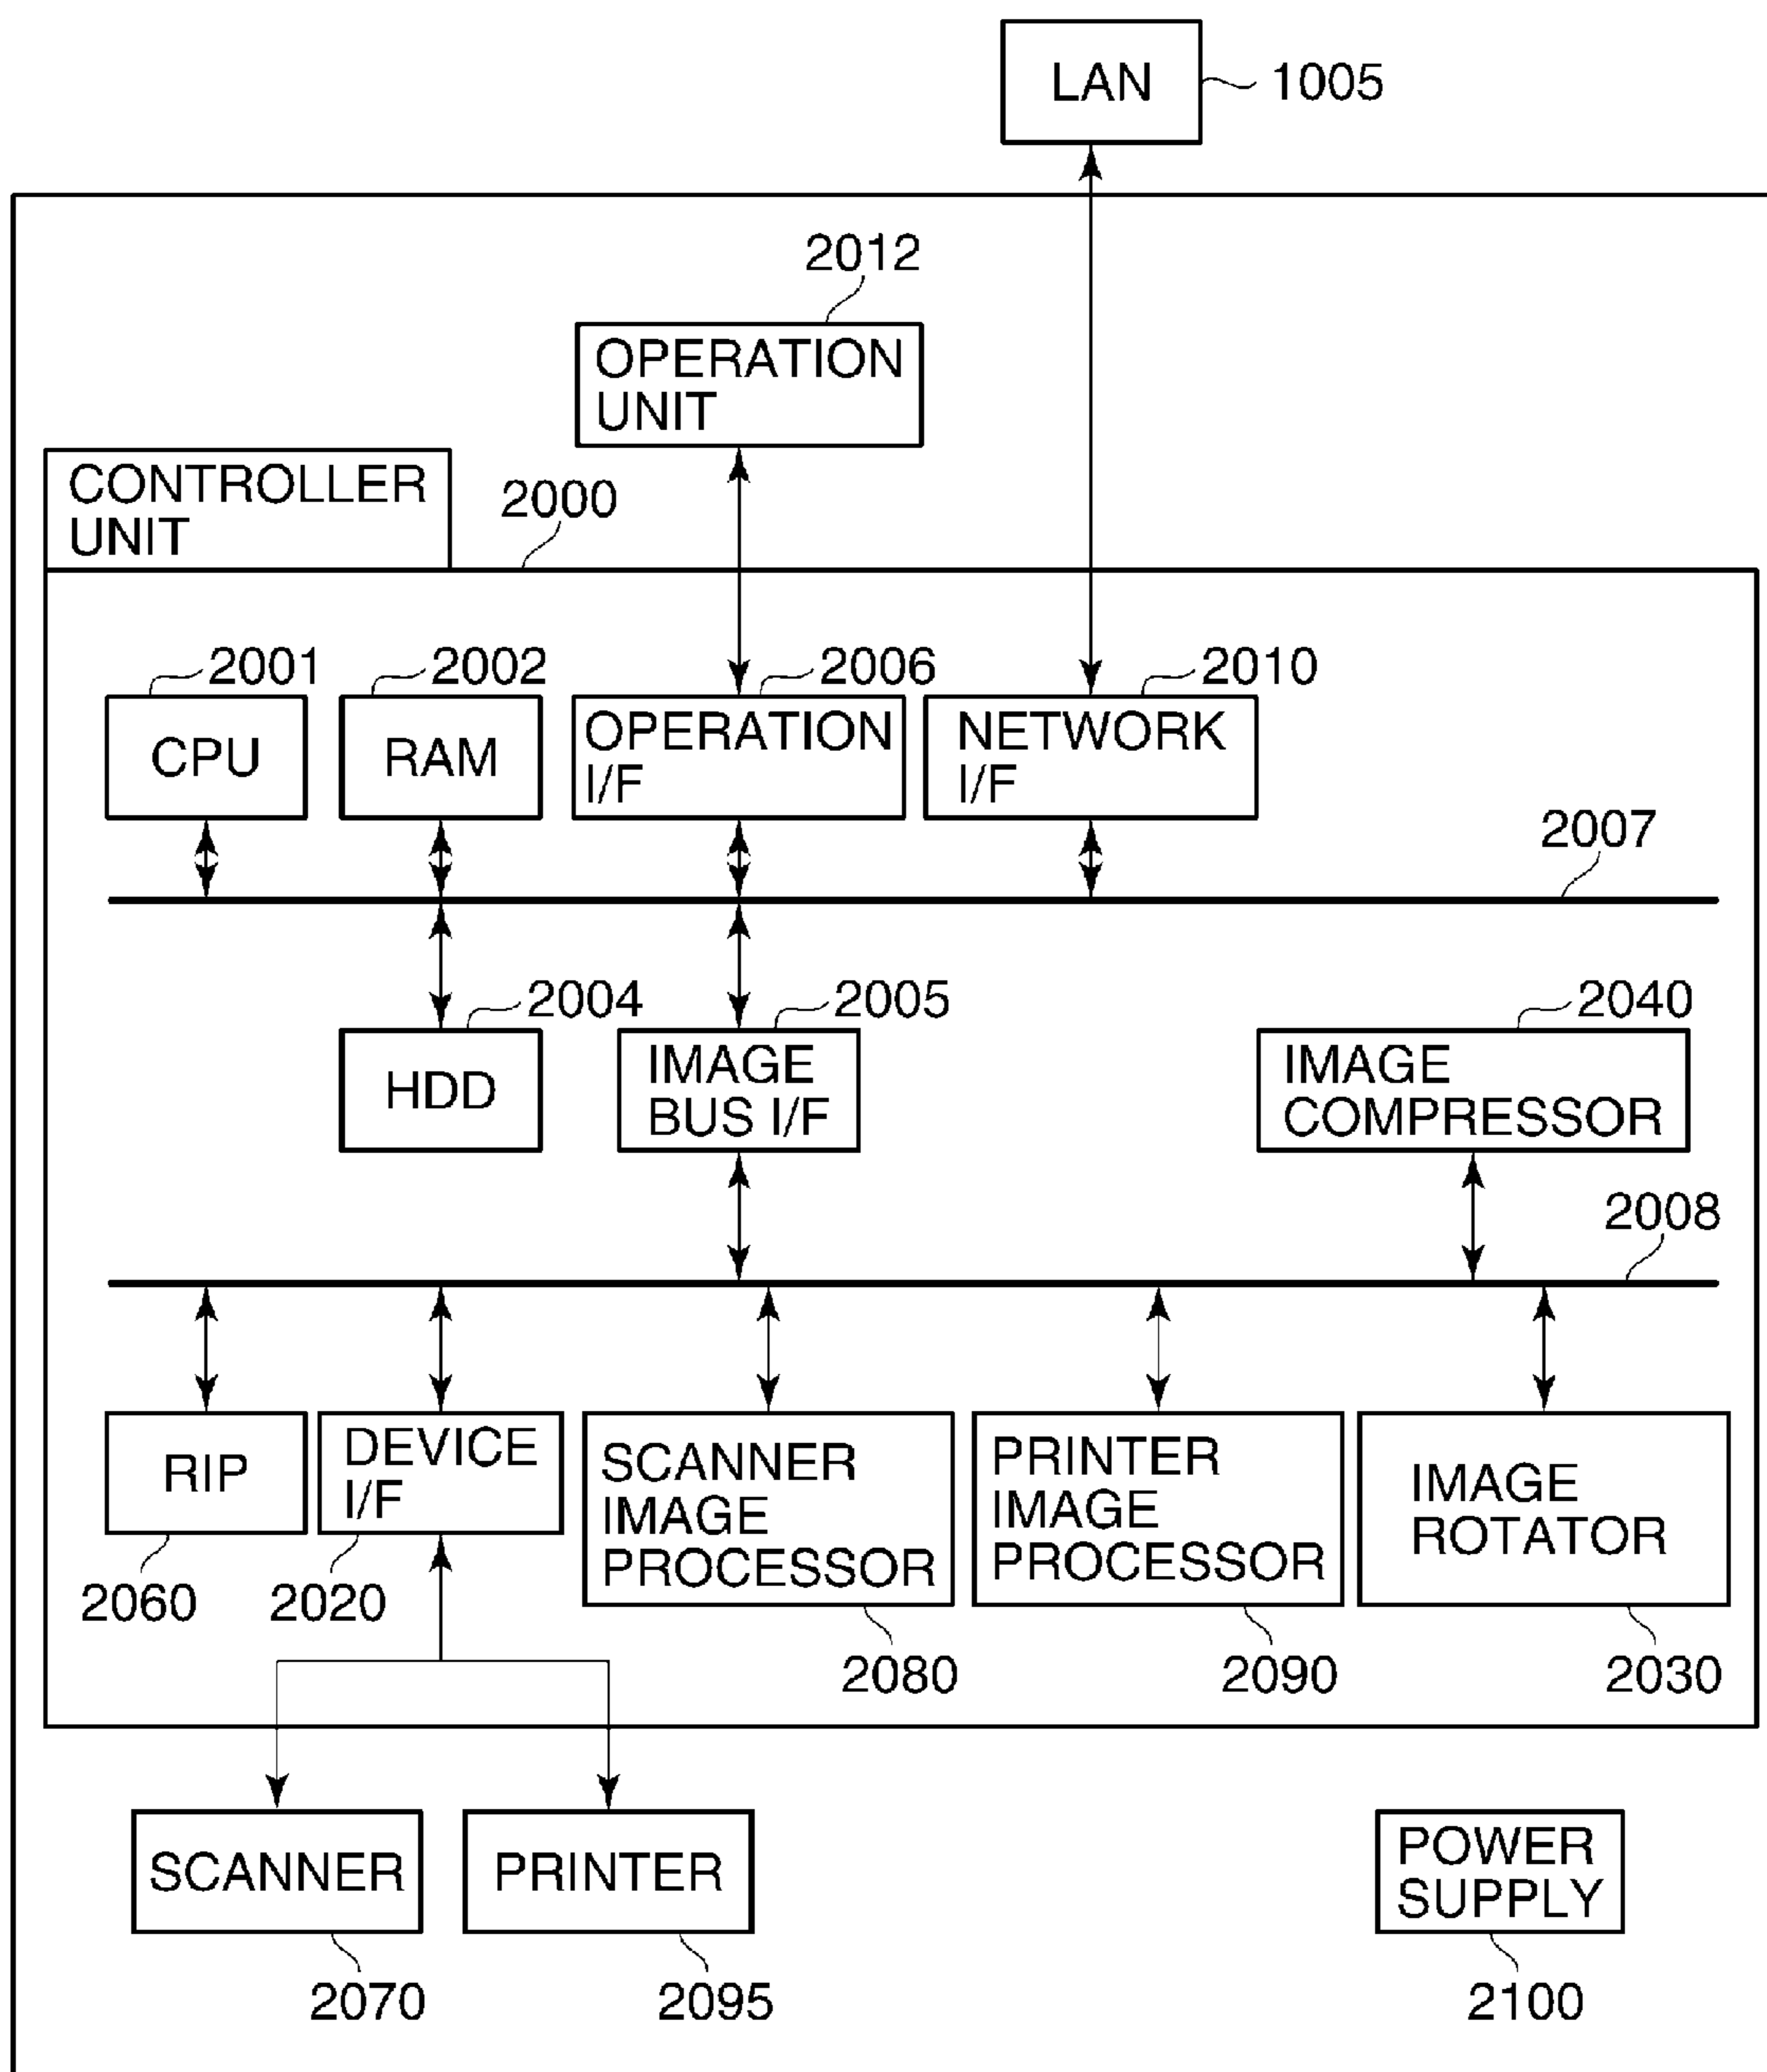 LAN
1005
2012
OPERATION
UNIT
CONTROLLER
UNIT
2000
2001
2002
2006
2010
CPU
RAM
OPERATION
I/F
NETWORK
I/F
2007
2004
2005
2040
HDD
IMAGE
BUS I/F
IMAGE
COMPRESSOR
2008
RIP
DEVICE
I/F
SCANNER
IMAGE
PROCESSOR
PRINTER
IMAGE
PROCESSOR
IMAGE
ROTATOR
2060
2020
2080
2090
2030
SCANNER
PRINTER
POWER
SUPPLY
2070
2095
2100